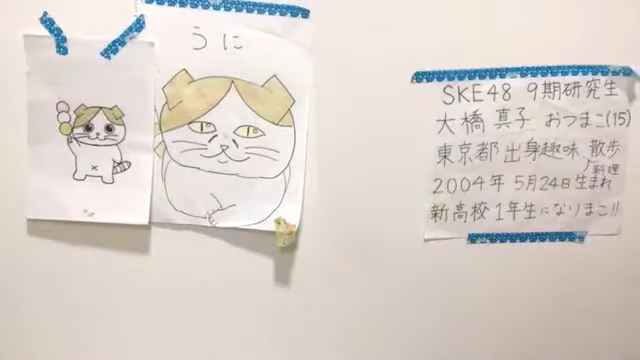 うに
SKE48 9期研究生
大橋 真子 おつまこ(15)
東京都出身趣味 散歩
料理
2004年 5月24日生まれ
新高校1年生になりまこ!!